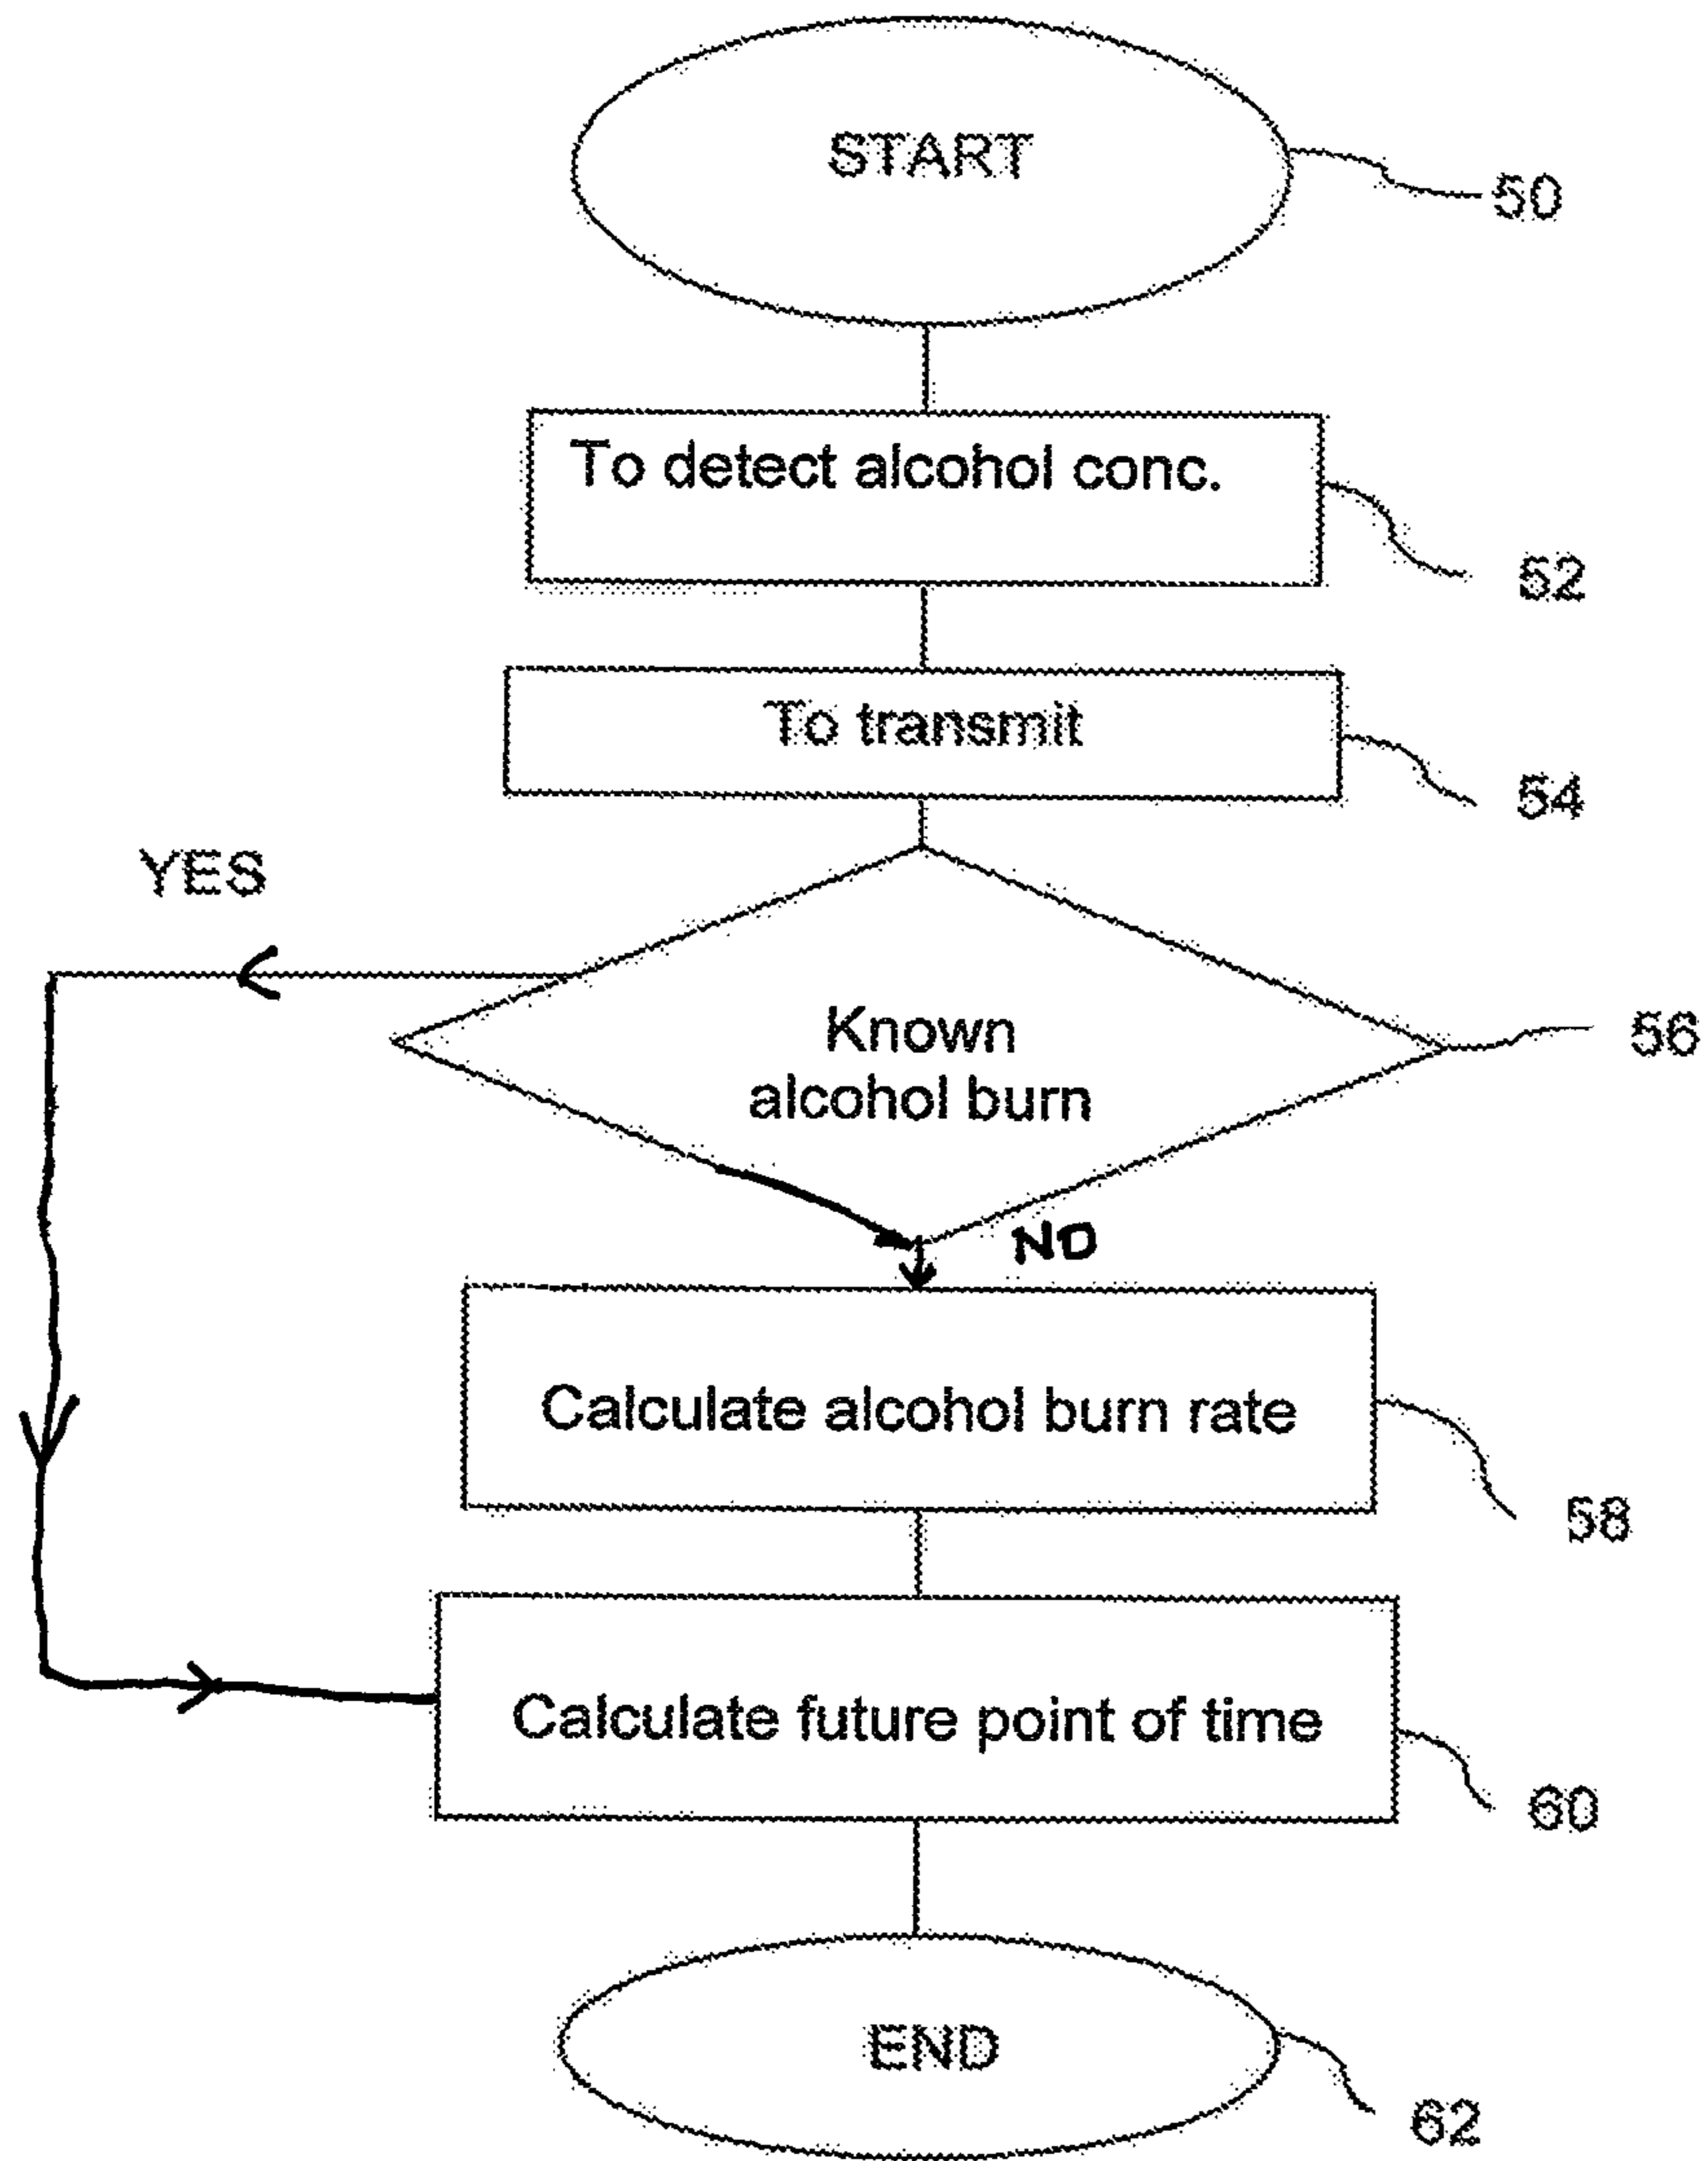 START
50
To detect alcohol conc.
52
To transmit
54
YES
Known
alcohol burn
56
NO
Calculate alcohol burn rate
58
Calculate future point of time
60
END
62